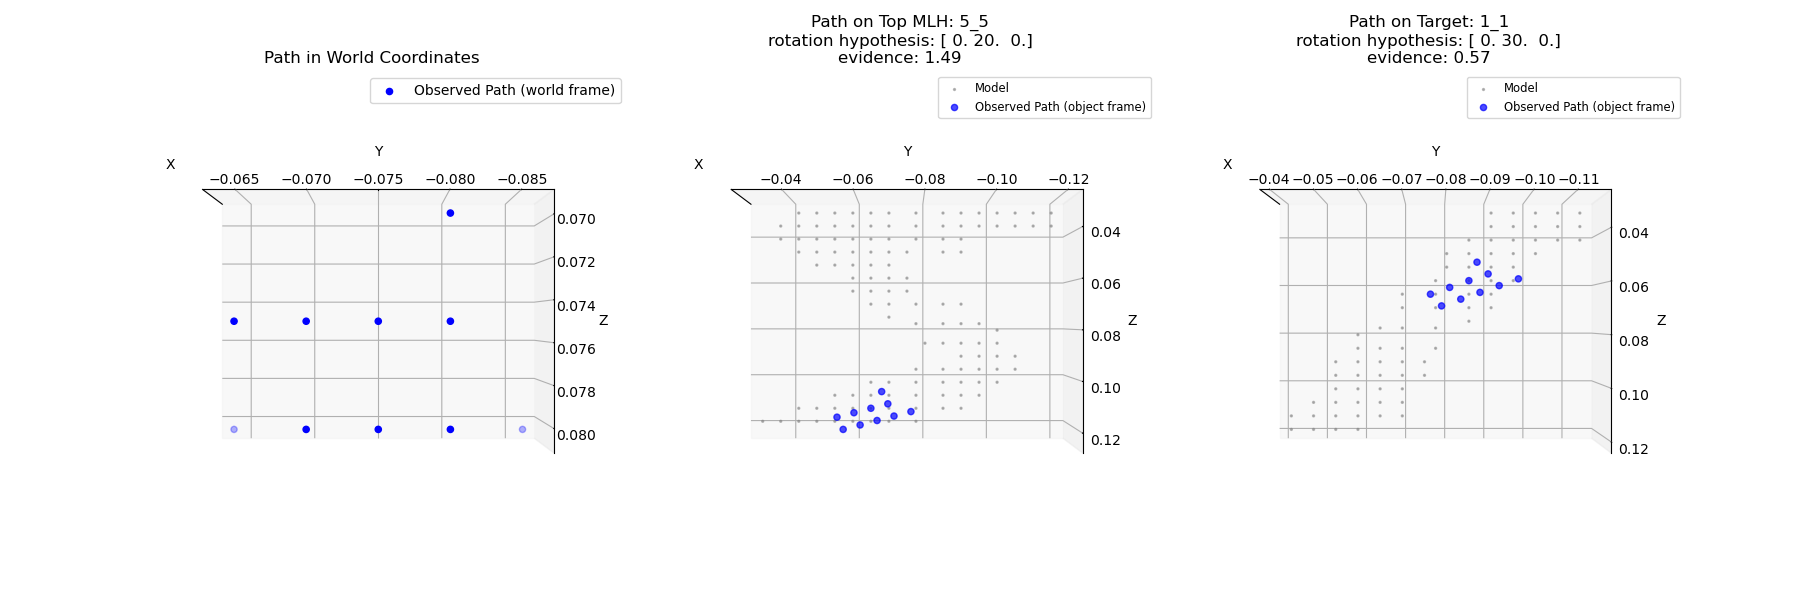 Path in World Coordinates
Observed Path (world frame)
X
Y
−0.065 −0.070 −0.075 −0.080 −0.085
0.070
0.072
0.074
0.076
0.078
0.080
Z
Path on Top MLH: 5_5
rotation hypothesis: [ 0. 20.  0.]
evidence: 1.49
Model
Observed Path (object frame)
X
Y
−0.04 −0.06 −0.08 −0.10 −0.12
0.04
0.06
0.08
0.10
0.12
Z
Path on Target: 1_1
rotation hypothesis: [ 0. 30.  0.]
evidence: 0.57
Model
Observed Path (object frame)
X
Y
−0.04 −0.05 −0.06 −0.07 −0.08 −0.09 −0.10 −0.11
0.04
0.06
0.08
0.10
0.12
Z